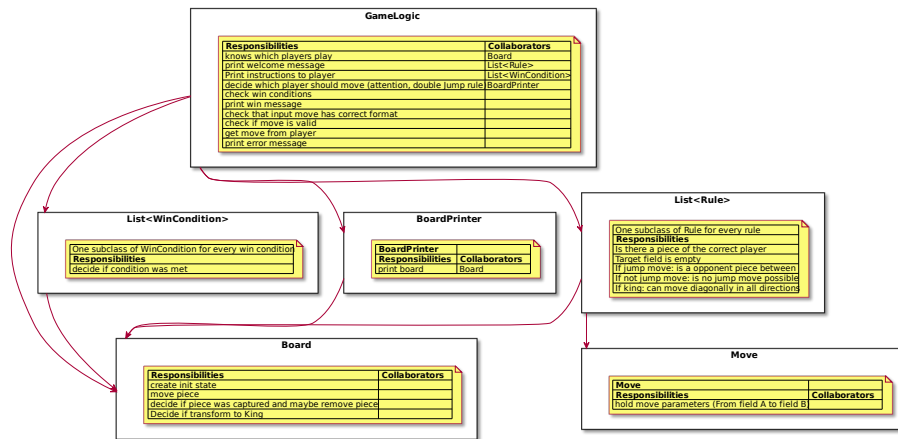 GameLogic
Responsibilities Collaborators
knows which players play Board
print welcome message List<Rule>
Print instructions to player List<WinCondition>
decide which player should move (attention, double Jump rule BoardPrinter
check win conditions
print win message
check that input move has correct format
check if move is valid
get move from player
print error message
List<WinCondition>
One subclass of WinCondition for every win condition
Responsibilities
decide if condition was met
BoardPrinter
BoardPrinter
Responsibilities Collaborators
print board Board
List<Rule>
One subclass of Rule for every rule
Responsibilities
Is there a piece of the correct player
Target field is empty
If jump move: is a opponent piece between
If not jump move: is no jump move possible
If king: can move diagonally in all directions
Board
Responsibilities Collaborators
create init state
move piece
decide if piece was captured and maybe remove piece
Decide if transform to King
Move
Move
Responsibilities Collaborators
hold move parameters (From field A to field B)